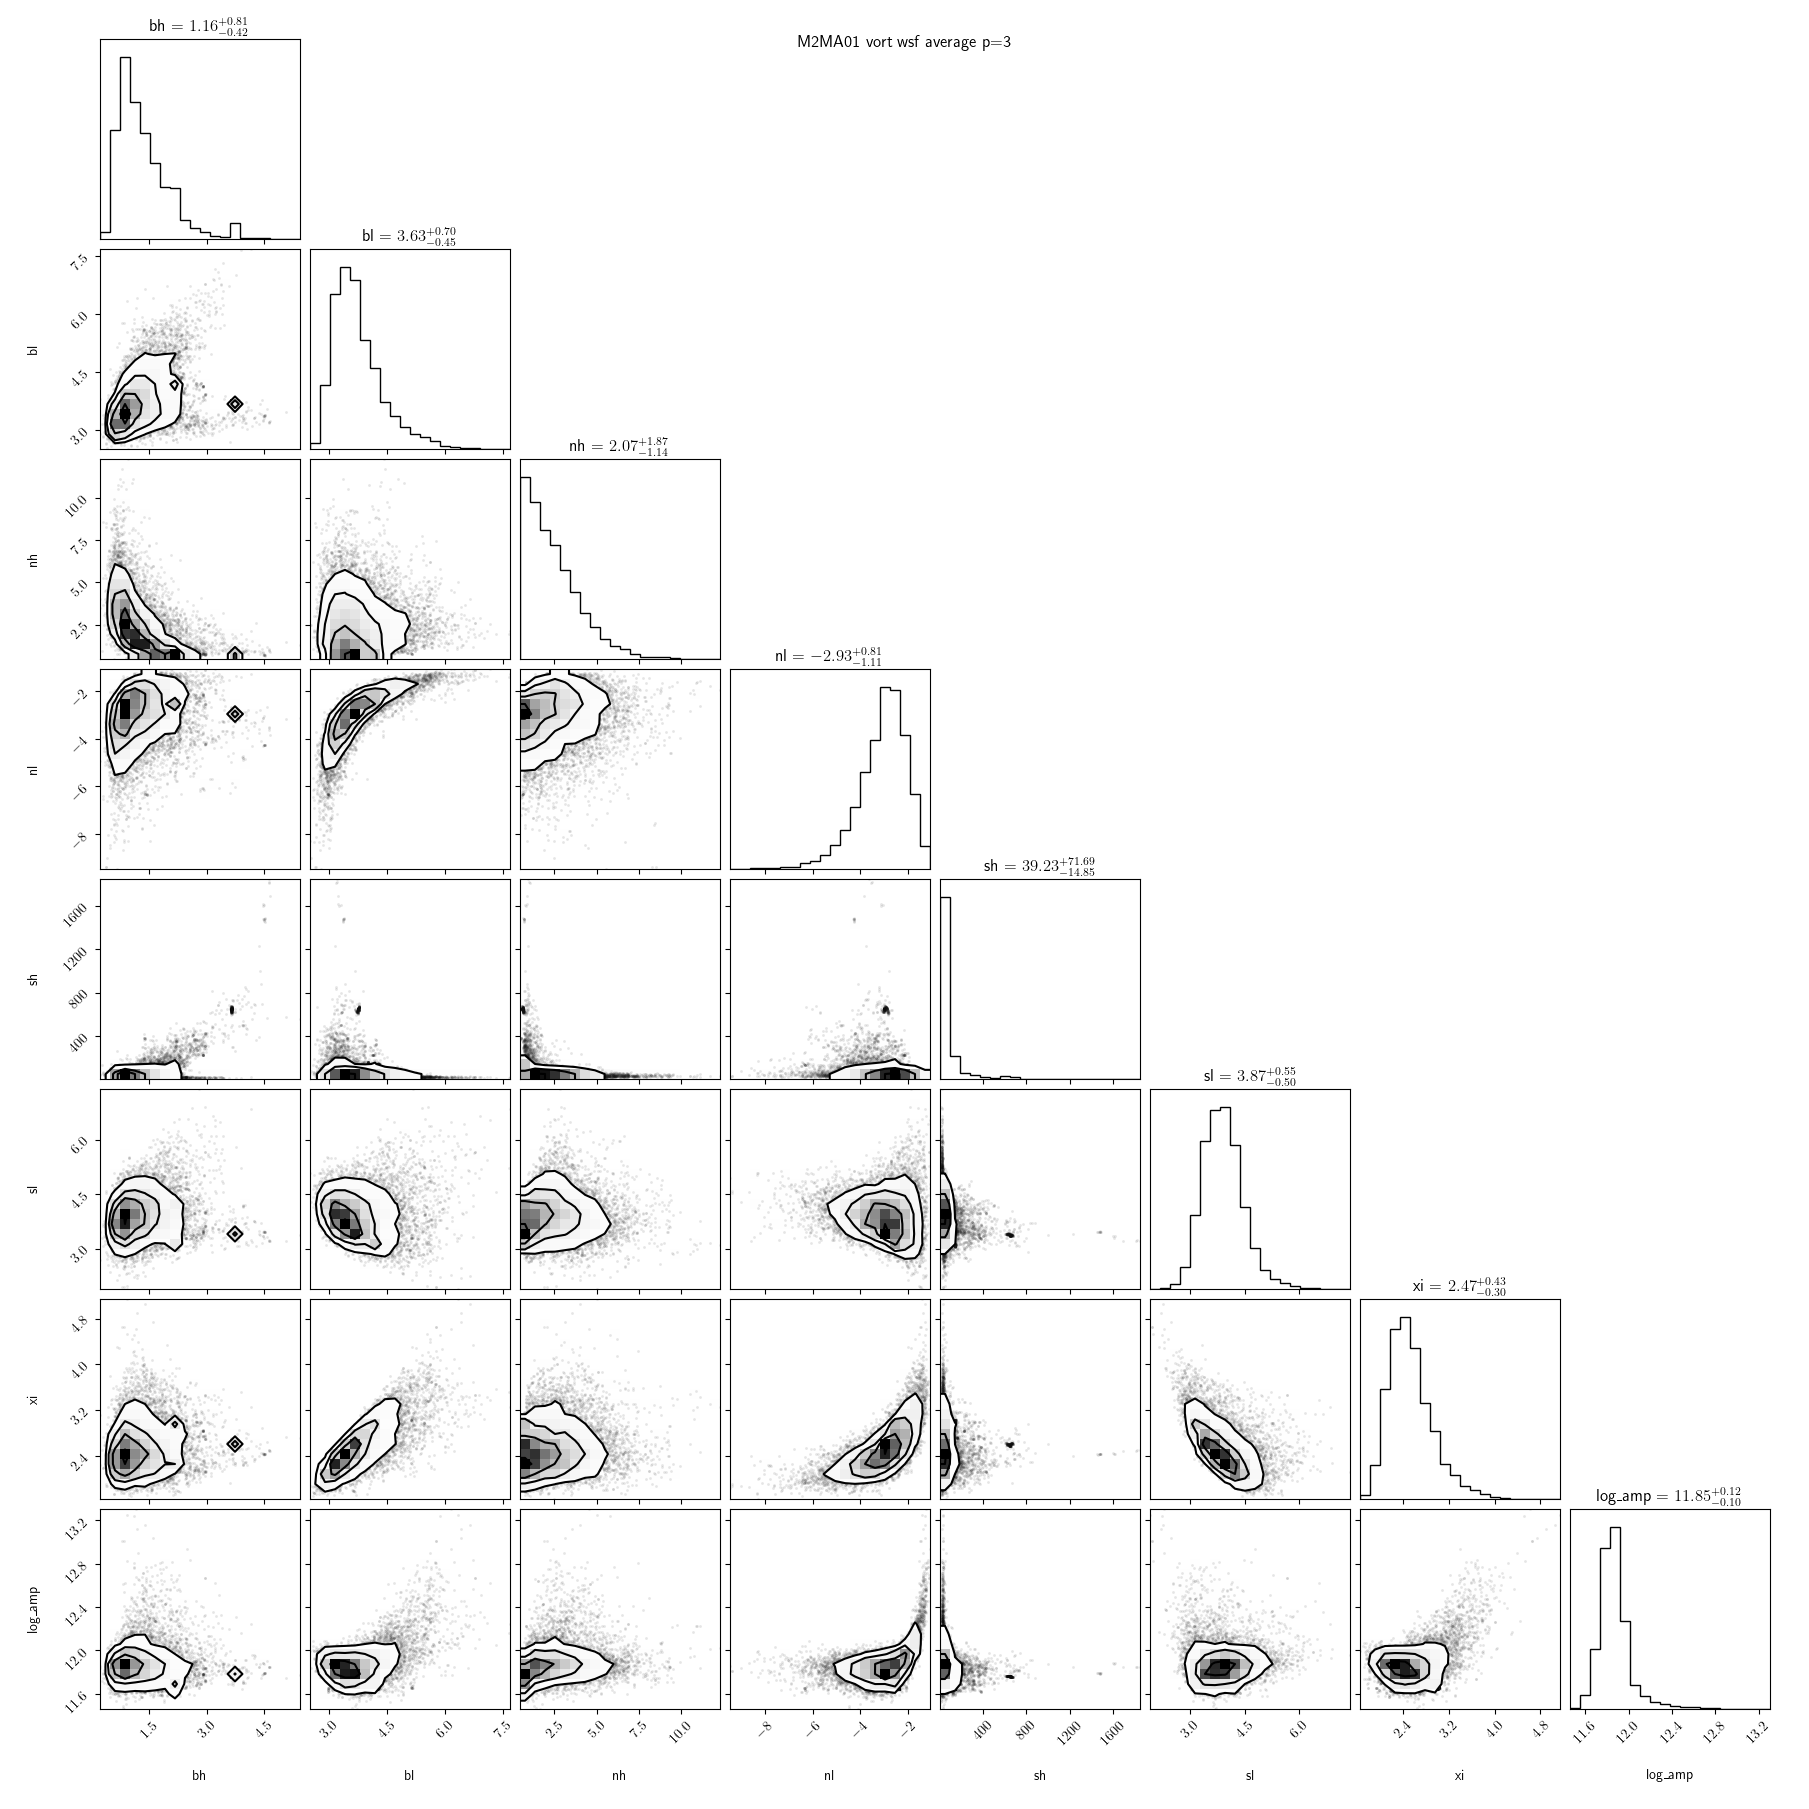 bh = 1.16^{+0.81}_{-0.42}
M2MA01 vort wsf average p=3
bl = 3.63^{+0.70}_{-0.45}
7.5
6.0
4.5
3.0
bl
nh = 2.07^{+1.87}_{-1.14}
10.0
7.5
5.0
2.5
nh
nl = −2.93^{+0.81}_{-1.11}
−2
−4
−6
−8
nl
sh = 39.23^{+71.69}_{-14.85}
1600
1200
800
400
sh
sl = 3.87^{+0.55}_{-0.50}
6.0
4.5
3.0
sl
xi = 2.47^{+0.43}_{-0.30}
4.8
4.0
3.2
2.4
xi
log_amp = 11.85^{+0.12}_{-0.10}
13.2
12.8
12.4
12.0
11.6
log_amp
1.5 3.0 4.5 3.0 4.5 6.0 7.5 2.5 5.0 7.5 10.0 −8 −6 −4 −2 400 800 1200 1600 3.0 4.5 6.0 2.4 3.2 4.0 4.8 11.6 12.0 12.4 12.8 13.2
bh bl nh nl sh sl xi log_amp